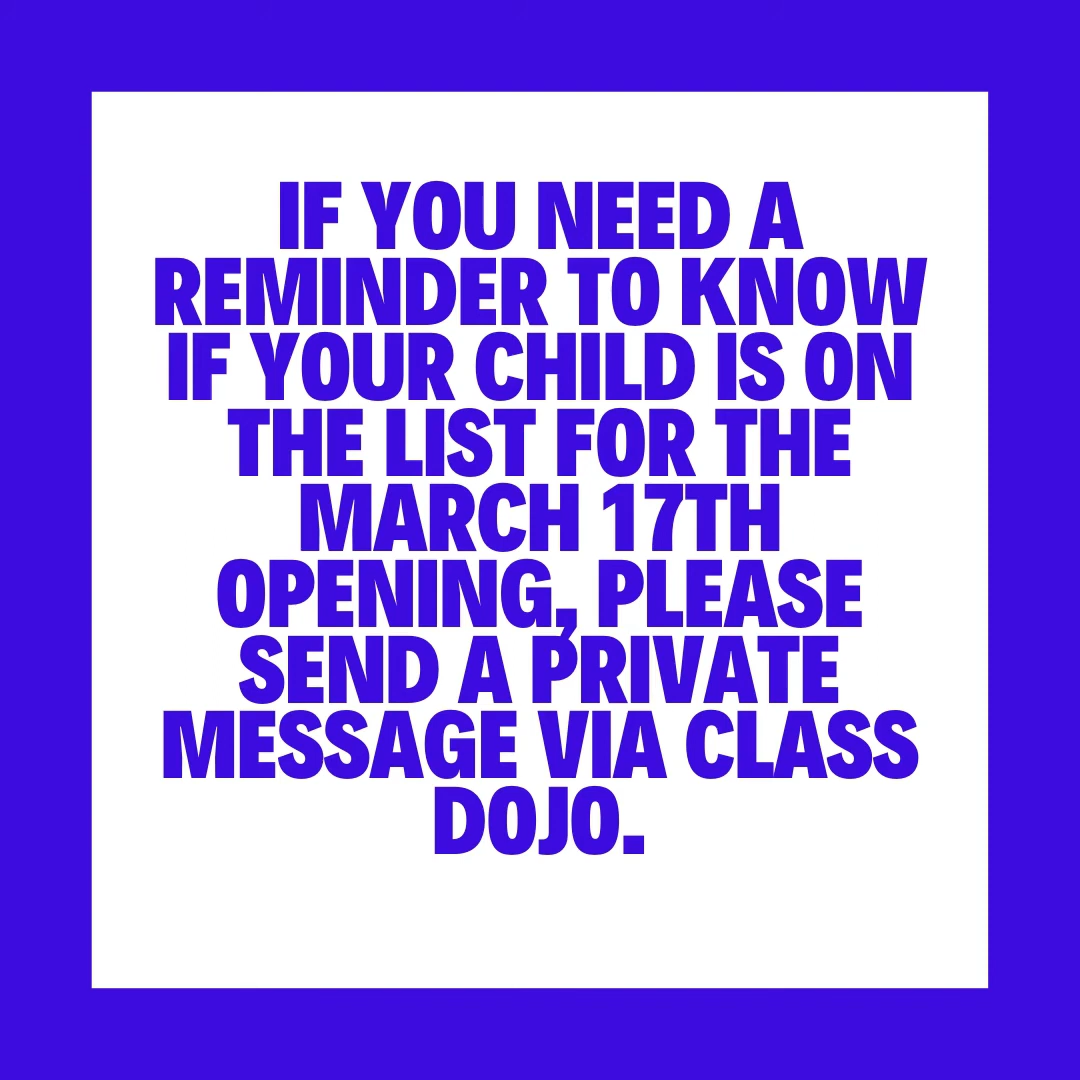 IF YOU NEED A
REMINDER TO KNOW
IF YOUR CHILD IS ON
THE LIST FOR THE
MARCH 17TH
OPENING, PLEASE
SEND A PRIVATE
MESSAGE VIA CLASS
DOJO.